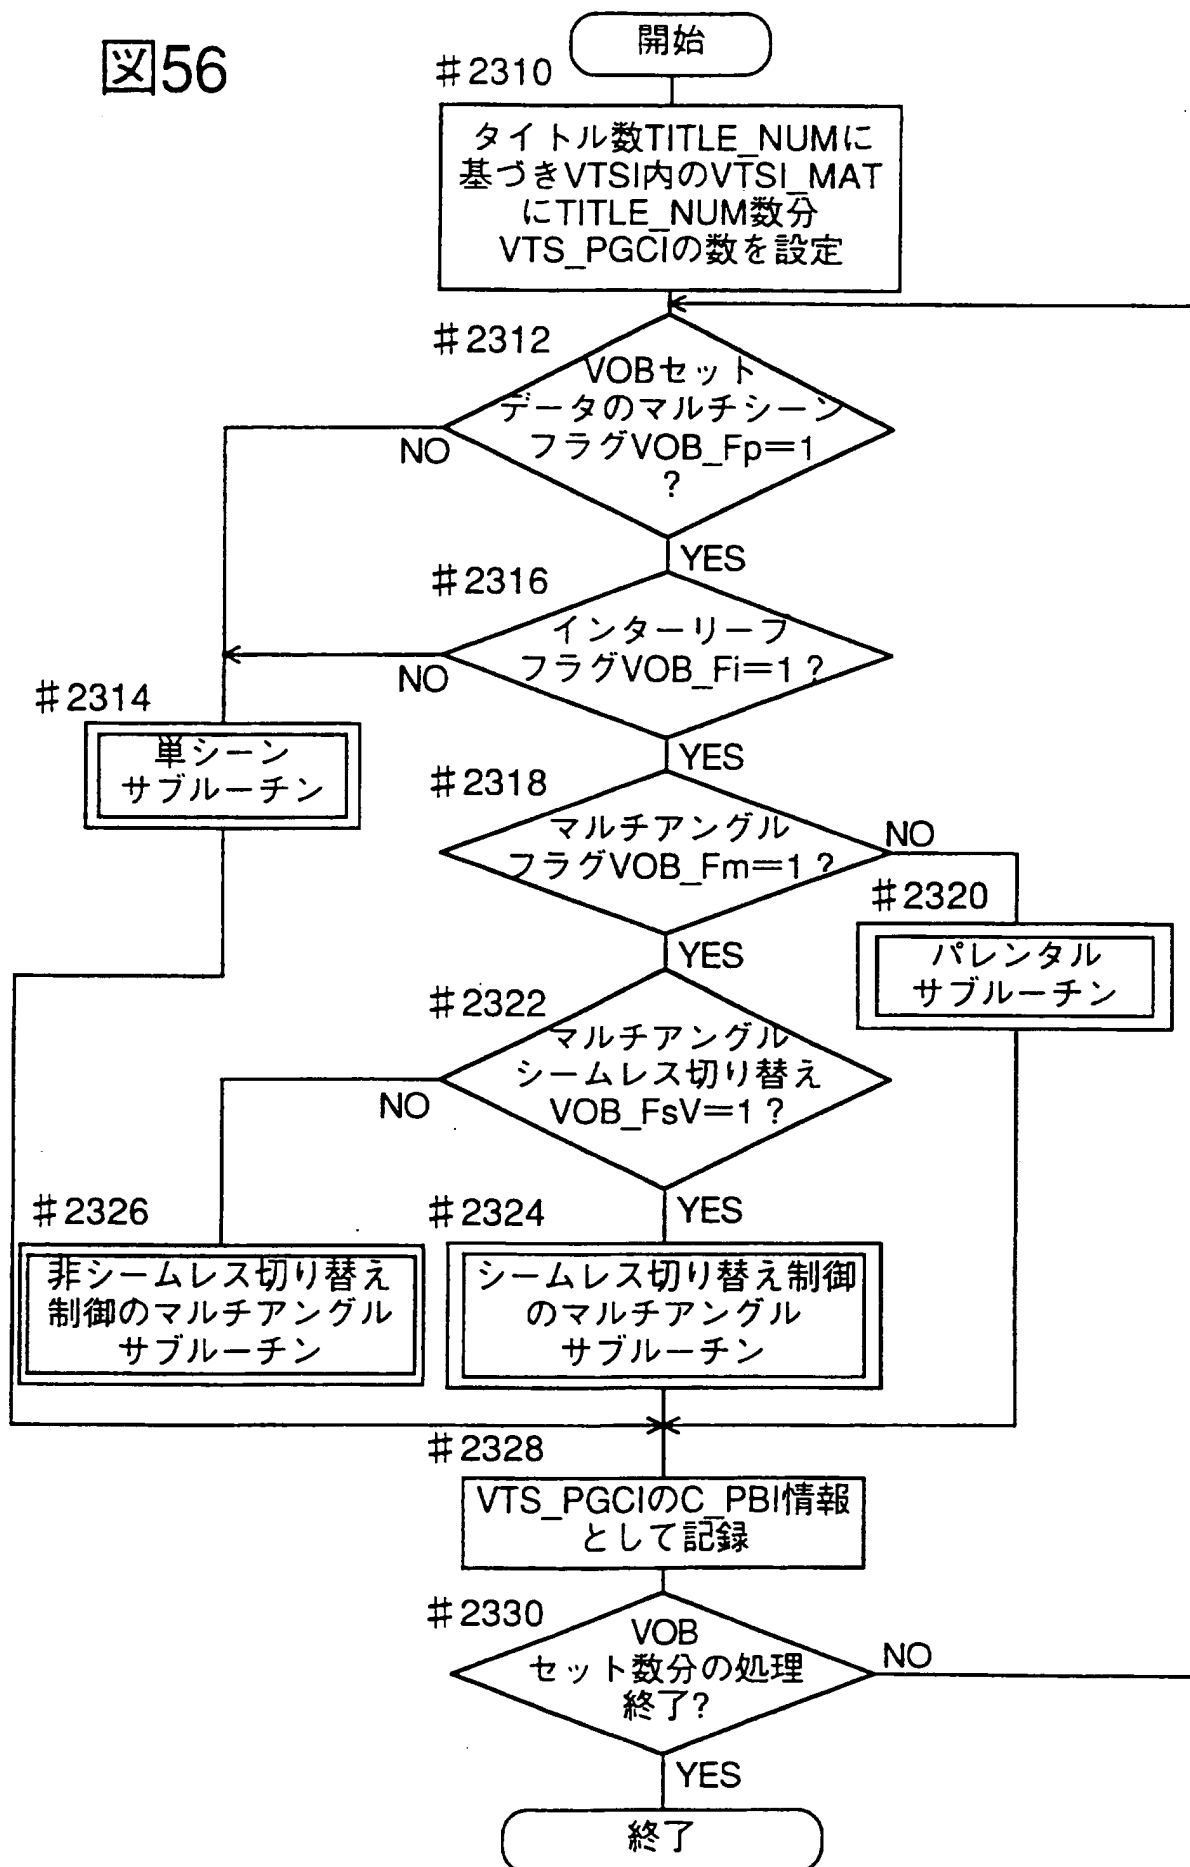 図56
開始
#2310
タイトル数TITLE_NUMに
基づきVTSI内のVTSI_MAT
にTITLE_NUM数分
VTS_PGCIの数を設定
#2312
VOBセット
データのマルチシーン
フラグVOB_Fp=1
?
NO
YES
#2316
インターリーフ
フラグVOB_Fi=1?
NO
YES
#2314
単シーン
サブルーチン
#2318
マルチアングル
フラグVOB_Fm=1?
NO
YES
#2320
パレンタル
サブルーチン
#2322
マルチアングル
シームレス切り替え
VOB_FsV=1?
NO
YES
#2326
非シームレス切り替え
制御のマルチアングル
サブルーチン
#2324
シームレス切り替え制御
のマルチアングル
サブルーチン
#2328
VTS_PGCIのC_PBI情報
として記録
#2330
VOB
セット数分の処理
終了?
NO
YES
終了